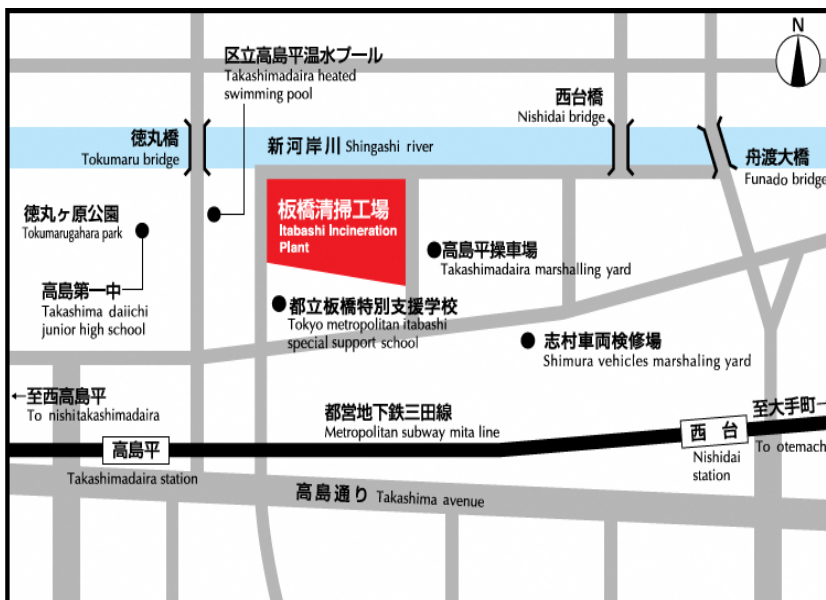 N
区立高島平温水プール
Takashimadaira heated
swimming pool
西台橋
Nishidai bridge
徳丸橋
Tokumaru bridge
新河岸川 Shingashi river
舟渡大橋
Funado bridge
板橋清掃工場
Itabashi Incineration
Plant
徳丸ヶ原公園
Tokumarugahara park
高島平操車場
Takashimadaira marshalling yard
高島第一中
Takashima daiichi
junior high school
都立板橋特別支援学校
Tokyo metropolitan itabashi
special support school
志村車両検修場
Shimura vehicles marshaling yard
←至西高島平
To nishitakashimadaira
都営地下鉄三田線
Metropolitan subway mita line
至大手町→
To otemach
西台
Nishidai
station
高島平
Takashimadaira station
高島通り Takashima avenue